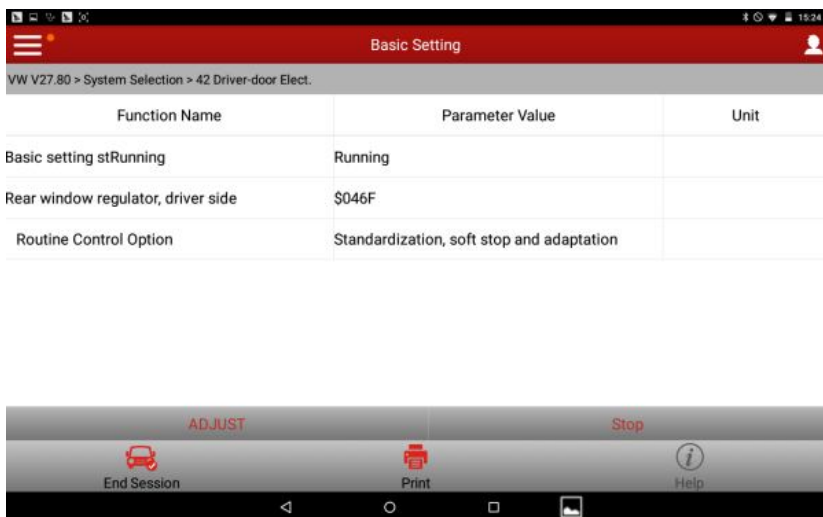 15:24
Basic Setting
VW V27.80 > System Selection > 42 Driver-door Elect.
Function Name Parameter Value Unit
Basic setting stRunning Running
Rear window regulator, driver side $046F
Routine Control Option Standardization, soft stop and adaptation
ADJUST Stop
End Session Print Help